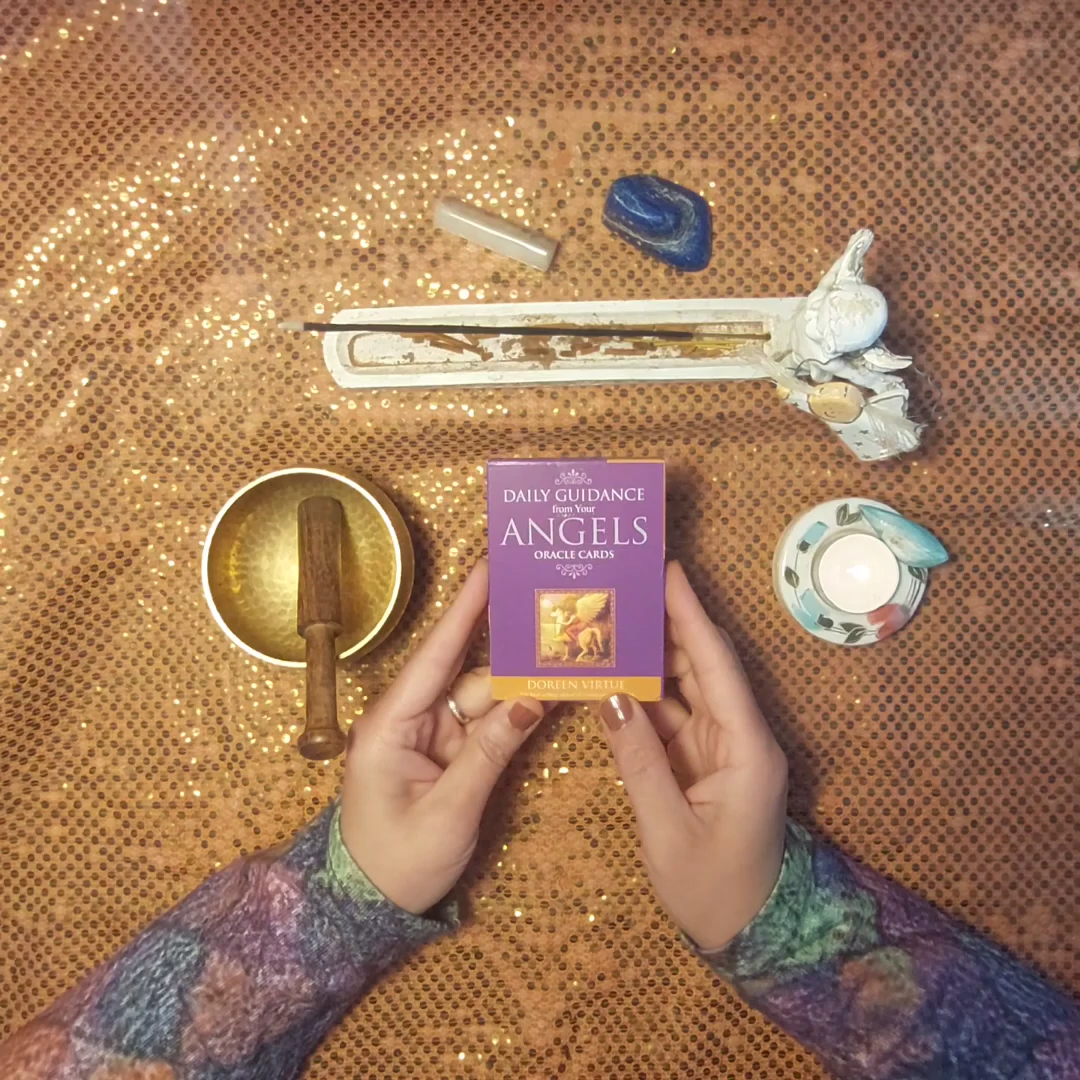 DAILY GUIDANCE
from Your
ANGELS
ORACLE CARDS
DOREEN VIRTUE